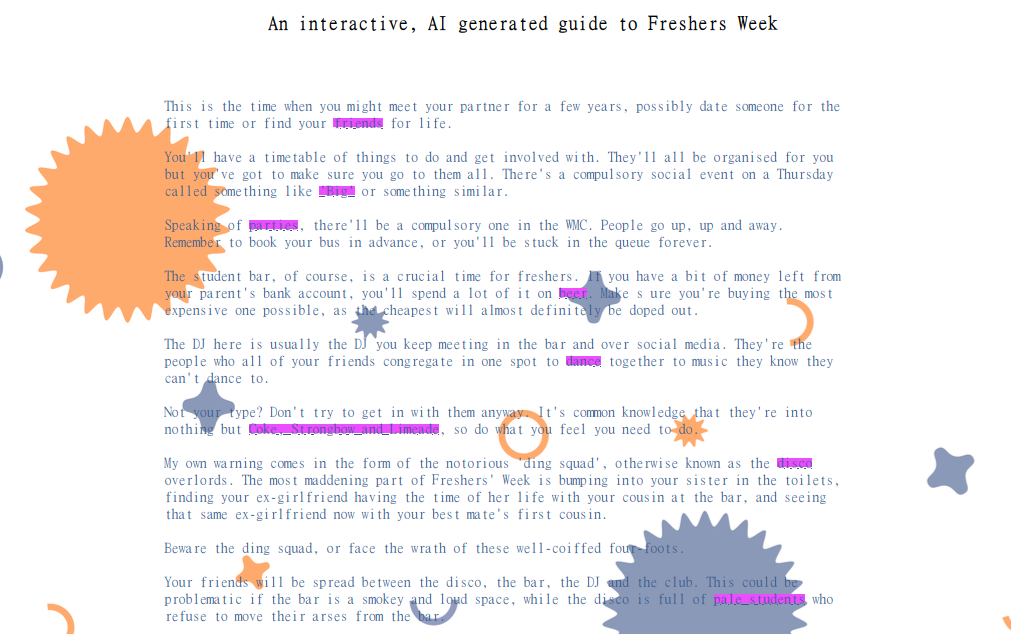 An interactive, AI generated guide to Freshers Week
This is the time when you might meet your partner for a few years, possibly date someone for the
first time or find your friends for life.
You'll have a timetable of things to do and get involved with. They'll all be organised for you
but you've got to make sure you go to them all. There's a compulsory social event on a Thursday
called something like 'Big' or something similar.
Speaking of parties, there'll be a compulsory one in the WMC. People go up, up and away.
Remember to book your bus in advance, or you'll be stuck in the queue forever.
The student bar, of course, is a crucial time for freshers. If you have a bit of money left from
your parent's bank account, you'll spend a lot of it on beer. Make s ure you're buying the most
expensive one possible, as the cheapest will almost definitely be doped out.
The DJ here is usually the DJ you keep meeting in the bar and over social media. They're the
people who all of your friends congregate in one spot to dance together to music they know they
can't dance to.
Not your type? Don't try to get in with them anyway. It's common knowledge that they're into
nothing but Coke, Strongbow and Limeade, so do what you feel you need to do.
My own warning comes in the form of the notorious 'ding squad', otherwise known as the disco
overlords. The most maddening part of Freshers' Week is bumping into your sister in the toilets,
finding your ex-girlfriend having the time of her life with your cousin at the bar, and seeing
that same ex-girlfriend now with your best mate's first cousin.
Beware the ding squad, or face the wrath of these well-coiffed four-foots.
Your friends will be spread between the disco, the bar, the DJ and the club. This could be
problematic if the bar is a smokey and loud space, while the disco is full of pale students who
refuse to move their arses from the bar.